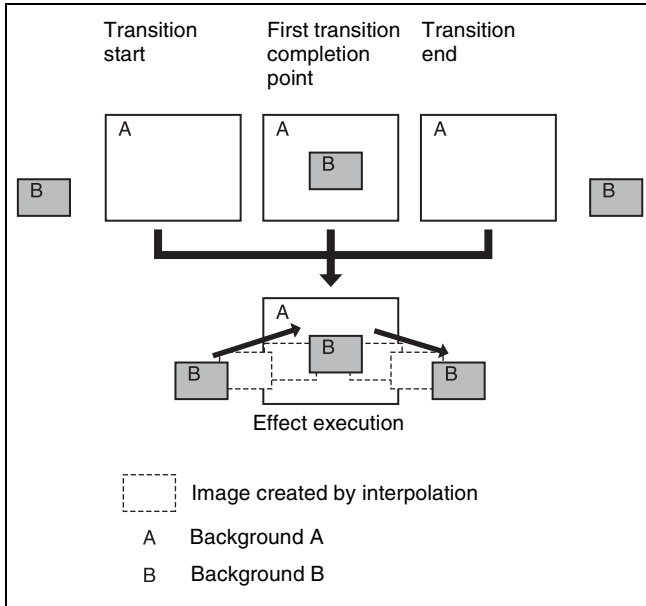 Transition
start
First transition
completion
point
Transition
end
A
A
A
B
B
B
A
B
B
B
Effect execution
Image created by interpolation
A Background A
B Background B